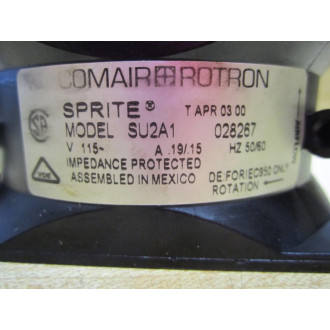 COMAIR ROTRON
SPRITE® T APR 03 00
MODEL SU2A1 028267
V 115~ A .19/.15 HZ 50/60
IMPEDANCE PROTECTED
ASSEMBLED IN MEXICO DE:FOR IEC950 ONLY
ROTATION
VDE